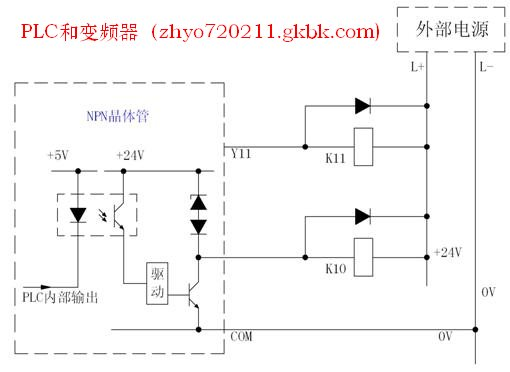 PLC和变频器 (zhyo720211.gkbk.com)
外部电源
L+
L-
NPN晶体管
+5V
+24V
Y11
K11
K10
+24V
驱动
PLC内部输出
0V
COM
0V